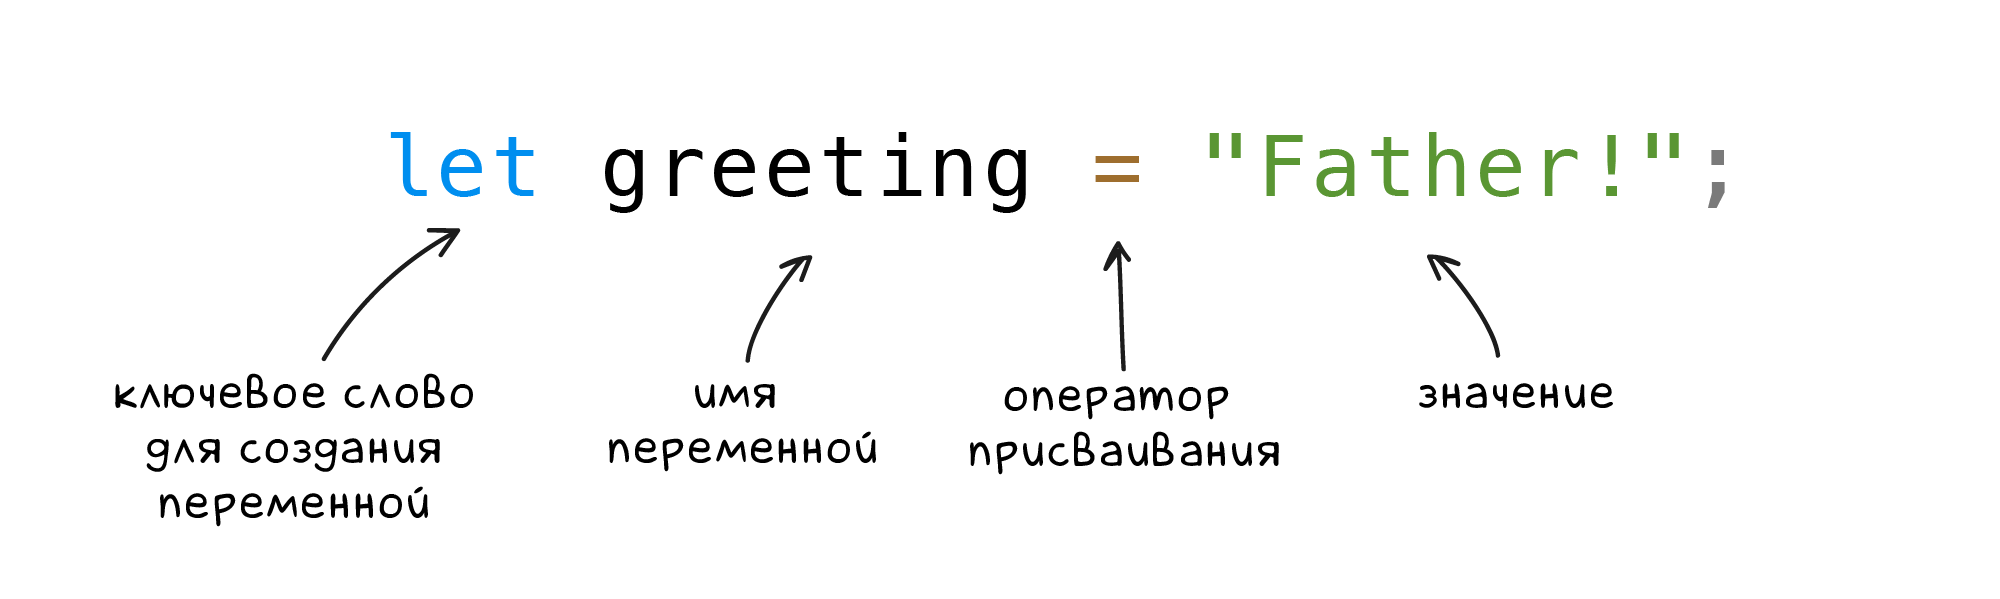 let greeting = "Father!";
ключевое слово
для создания
переменной
имя
переменной
оператор
присваивания
значение